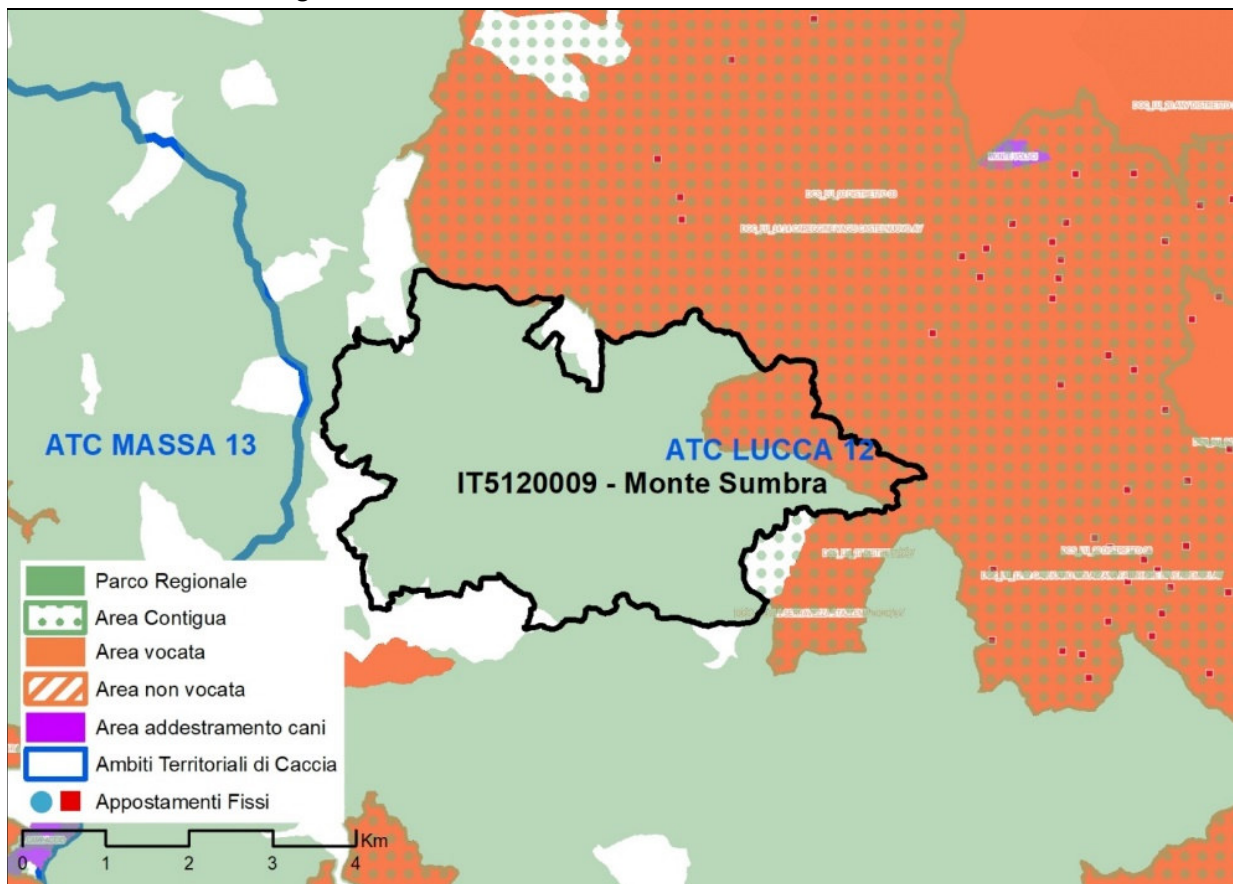 ATC MASSA 13
ATC LUCCA 12
IT5120009 - Monte Sumbra
Parco Regionale
Area Contigua
Area vocata
Area non vocata
Area addestramento cani
Ambiti Territoriali di Caccia
Appostamenti Fissi
Km
0 1 2 3 4